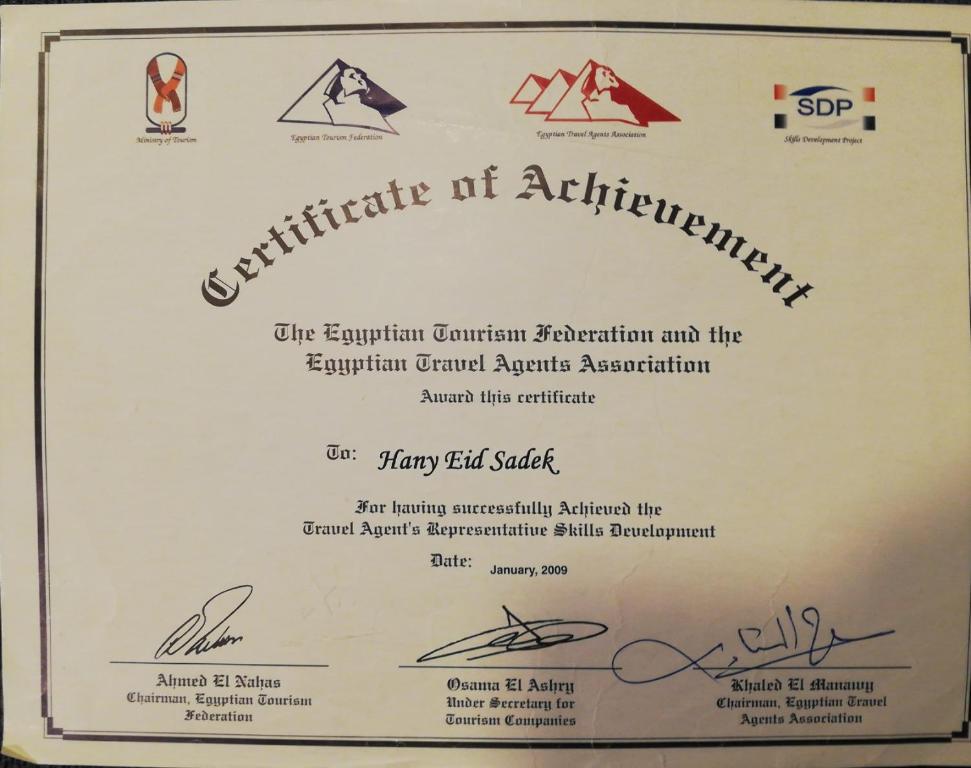 Ministry of Tourism
Egyptian Tourism Federation
Egyptian Travel Agents Association
SDP
Skills Development Project
Certificate of Achievement
The Egyptian Tourism Federation and the
Egyptian Travel Agents Association
Award this certificate
To: Hany Eid Sadek
For having successfully Achieved the
Travel Agent's Representative Skills Development
Date: January, 2009
Ahmed El Nahas
Chairman, Egyptian Tourism
Federation
Osama El Ashry
Under Secretary for
Tourism Companies
Khaled El Manawy
Chairman, Egyptian Travel
Agents Association